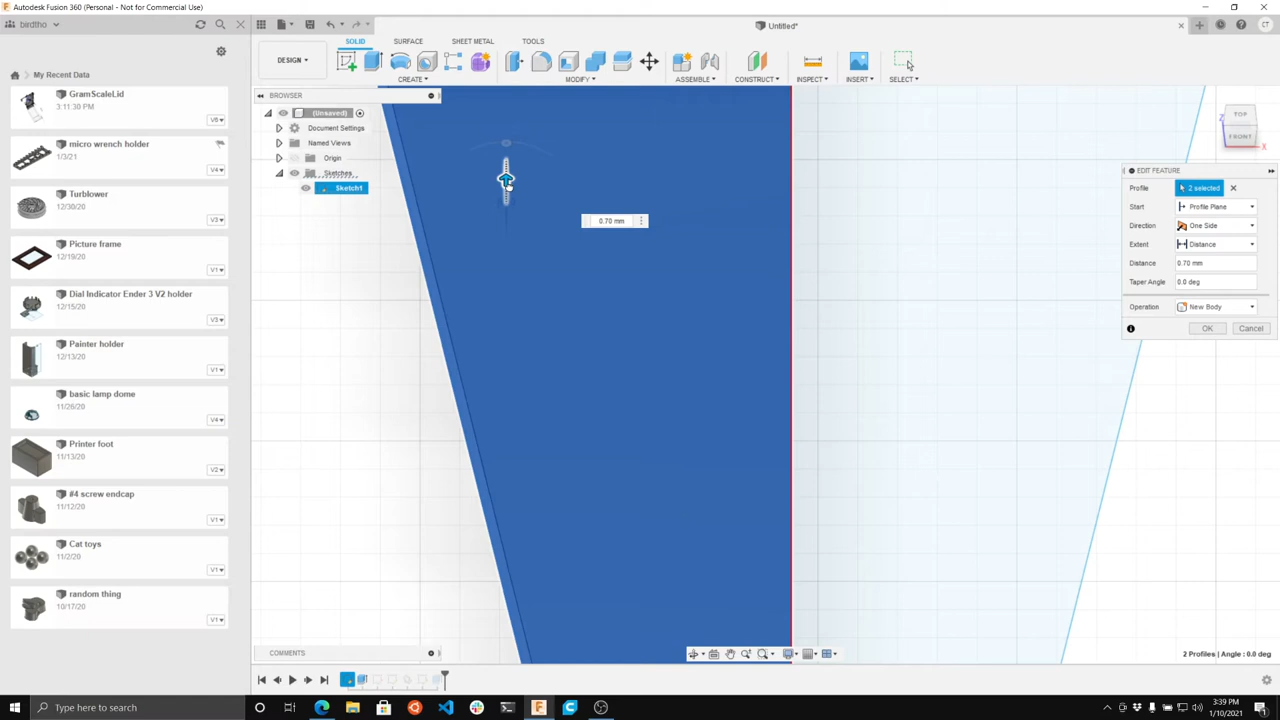 Autodesk Fusion 360 (Personal - Not for Commercial Use)
birdtho
Untitled*
CT
SOLID
SURFACE
SHEET METAL
TOOLS
DESIGN
CREATE
MODIFY
ASSEMBLE
CONSTRUCT
INSPECT
INSERT
SELECT
My Recent Data
GramScaleLid
3:11:30 PM
V6
micro wrench holder
1/3/21
V4
Turblower
12/30/20
V3
Picture frame
12/19/20
V1
Dial Indicator Ender 3 V2 holder
12/15/20
V3
Painter holder
12/13/20
V1
basic lamp dome
11/26/20
V4
Printer foot
11/13/20
V2
#4 screw endcap
11/12/20
V1
Cat toys
11/2/20
V1
random thing
10/17/20
V1
BROWSER
(Unsaved)
Document Settings
Named Views
Origin
Sketches
Sketch1
0.70 mm
TOP
FRONT
Z
X
EDIT FEATURE
Profile 2 selected
Start Profile Plane
Direction One Side
Extent Distance
Distance 0.70 mm
Taper Angle 0.0 deg
Operation New Body
OK Cancel
COMMENTS
2 Profiles | Angle : 0.0 deg
Type here to search
3:39 PM
1/10/2021